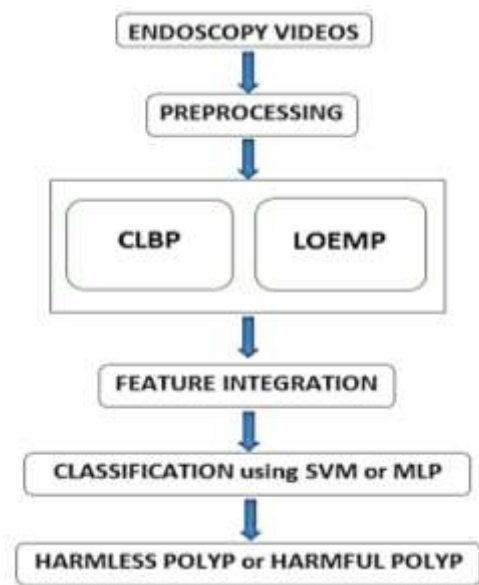 ENDOSCOPY VIDEOS
PREPROCESSING
CLBP
LOEMP
FEATURE INTEGRATION
CLASSIFICATION using SVM or MLP
HARMLESS POLYP or HARMFUL POLYP